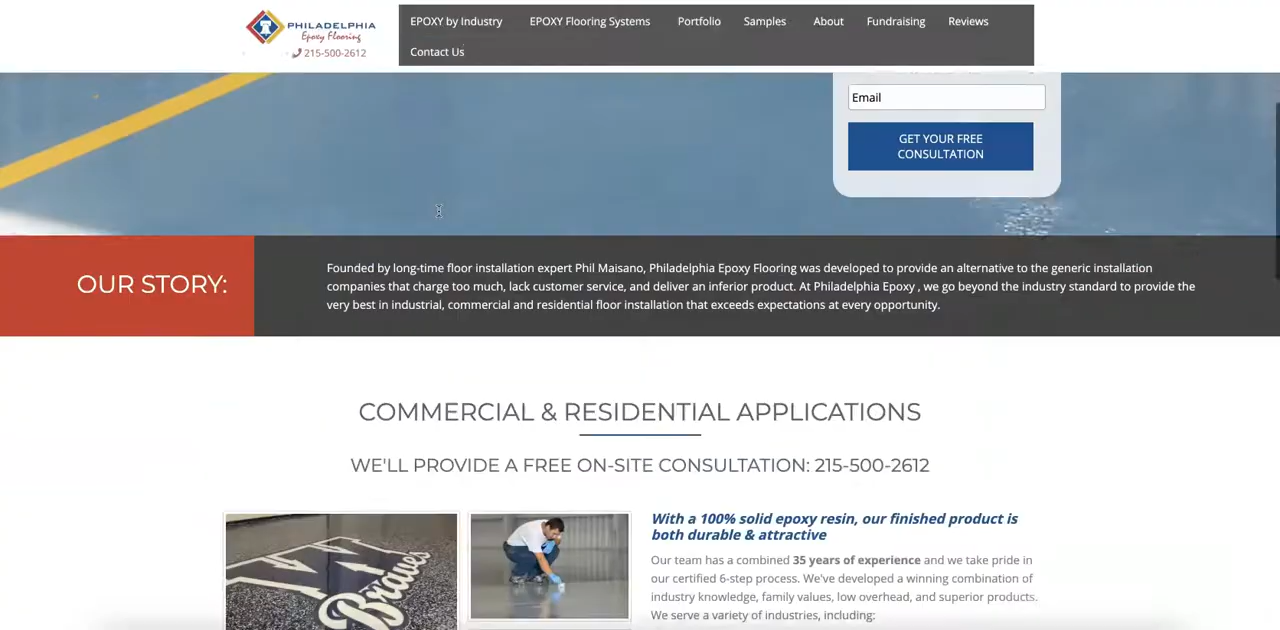 PHILADELPHIA
Epoxy Flooring
215-500-2612
EPOXY by Industry
EPOXY Flooring Systems
Portfolio
Samples
About
Fundraising
Reviews
Contact Us
Email
GET YOUR FREE
CONSULTATION
OUR STORY:
Founded by long-time floor installation expert Phil Maisano, Philadelphia Epoxy Flooring was developed to provide an alternative to the generic installation
companies that charge too much, lack customer service, and deliver an inferior product. At Philadelphia Epoxy , we go beyond the industry standard to provide the
very best in industrial, commercial and residential floor installation that exceeds expectations at every opportunity.
COMMERCIAL & RESIDENTIAL APPLICATIONS
WE'LL PROVIDE A FREE ON-SITE CONSULTATION: 215-500-2612
With a 100% solid epoxy resin, our finished product is
both durable & attractive
Our team has a combined 35 years of experience and we take pride in
our certified 6-step process. We've developed a winning combination of
industry knowledge, family values, low overhead, and superior products.
We serve a variety of industries, including:
Braves